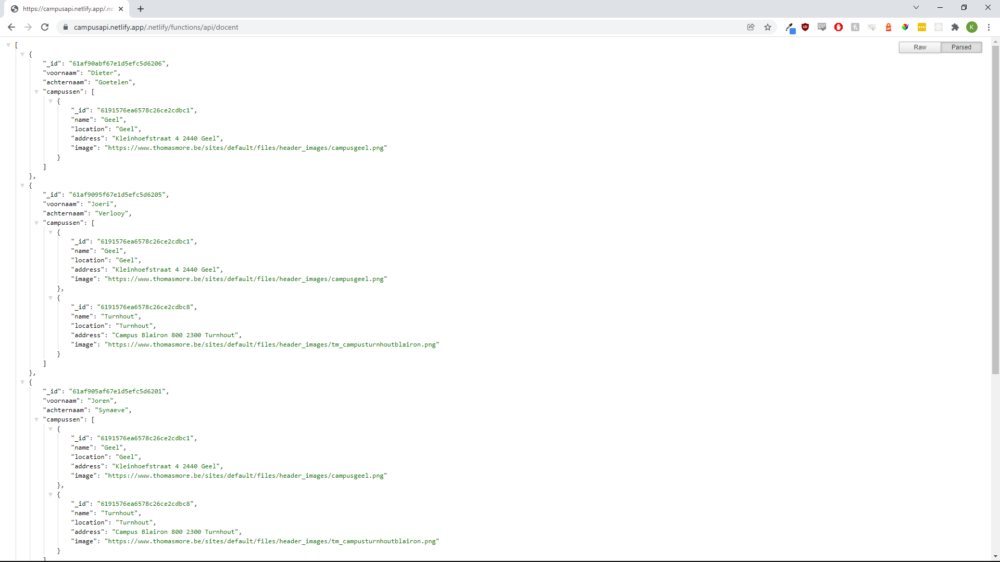 https://campusapi.netlify.app/.ne
campusapi.netlify.app/.netlify/functions/api/docent
K
Raw
Parsed
[
{
"_id": "61af90abf67e1d5efc5d6206",
"voornaam": "Dieter",
"achternaam": "Goetelen",
"campussen": [
{
"_id": "6191576ea6578c26ce2cdbc1",
"name": "Geel",
"location": "Geel",
"address": "Kleinhoefstraat 4 2440 Geel",
"image": "https://www.thomasmore.be/sites/default/files/header_images/campusgeel.png"
}
]
},
{
"_id": "61af9095f67e1d5efc5d6205",
"voornaam": "Joeri",
"achternaam": "Verlooy",
"campussen": [
{
"_id": "6191576ea6578c26ce2cdbc1",
"name": "Geel",
"location": "Geel",
"address": "Kleinhoefstraat 4 2440 Geel",
"image": "https://www.thomasmore.be/sites/default/files/header_images/campusgeel.png"
},
{
"_id": "6191576ea6578c26ce2cdbc8",
"name": "Turnhout",
"location": "Turnhout",
"address": "Campus Blairon 800 2300 Turnhout",
"image": "https://www.thomasmore.be/sites/default/files/header_images/tm_campusturnhoutblairon.png"
}
]
},
{
"_id": "61af905af67e1d5efc5d6201",
"voornaam": "Joren",
"achternaam": "Synaeve",
"campussen": [
{
"_id": "6191576ea6578c26ce2cdbc1",
"name": "Geel",
"location": "Geel",
"address": "Kleinhoefstraat 4 2440 Geel",
"image": "https://www.thomasmore.be/sites/default/files/header_images/campusgeel.png"
},
{
"_id": "6191576ea6578c26ce2cdbc8",
"name": "Turnhout",
"location": "Turnhout",
"address": "Campus Blairon 800 2300 Turnhout",
"image": "https://www.thomasmore.be/sites/default/files/header_images/tm_campusturnhoutblairon.png"
}
]